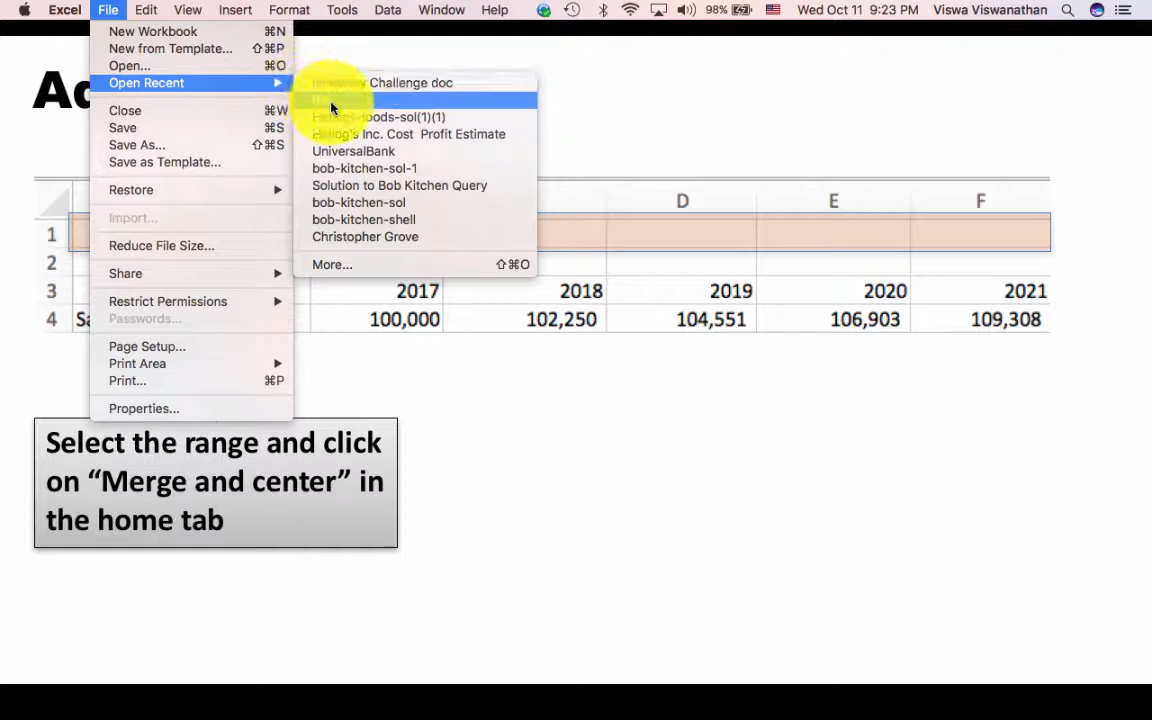 Excel File Edit View Insert Format Tools Data Window Help 98% Wed Oct 11 9:23 PM Viswa Viswanathan
New Workbook ⌘N
New from Template... ⇧⌘P
Open... ⌘O
Open Recent
Close ⌘W
Save ⌘S
Save As... ⇧⌘S
Save as Template...
Restore
Import...
Reduce File Size...
Share
Restrict Permissions
Passwords...
Page Setup...
Print Area
Print... ⌘P
Properties...
Challenge doc
Inc. Cost Profit Estimate
UniversalBank
bob-kitchen-sol-1
Solution to Bob Kitchen Query
bob-kitchen-sol
bob-kitchen-shell
Christopher Grove
More... ⇧⌘O
D E F
1
2
3 2017 2018 2019 2020 2021
4 100,000 102,250 104,551 106,903 109,308
Select the range and click
on “Merge and center” in
the home tab